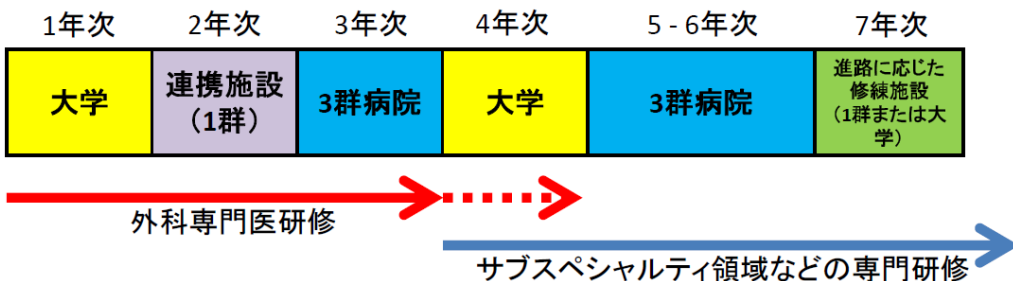 1年次 2年次 3年次 4年次 5 - 6年次 7年次
大学
連携施設
(1群)
3群病院
大学
3群病院
進路に応じた
修練施設
(1群または大
学)
外科専門医研修
サブスペシャルティ領域などの専門研修